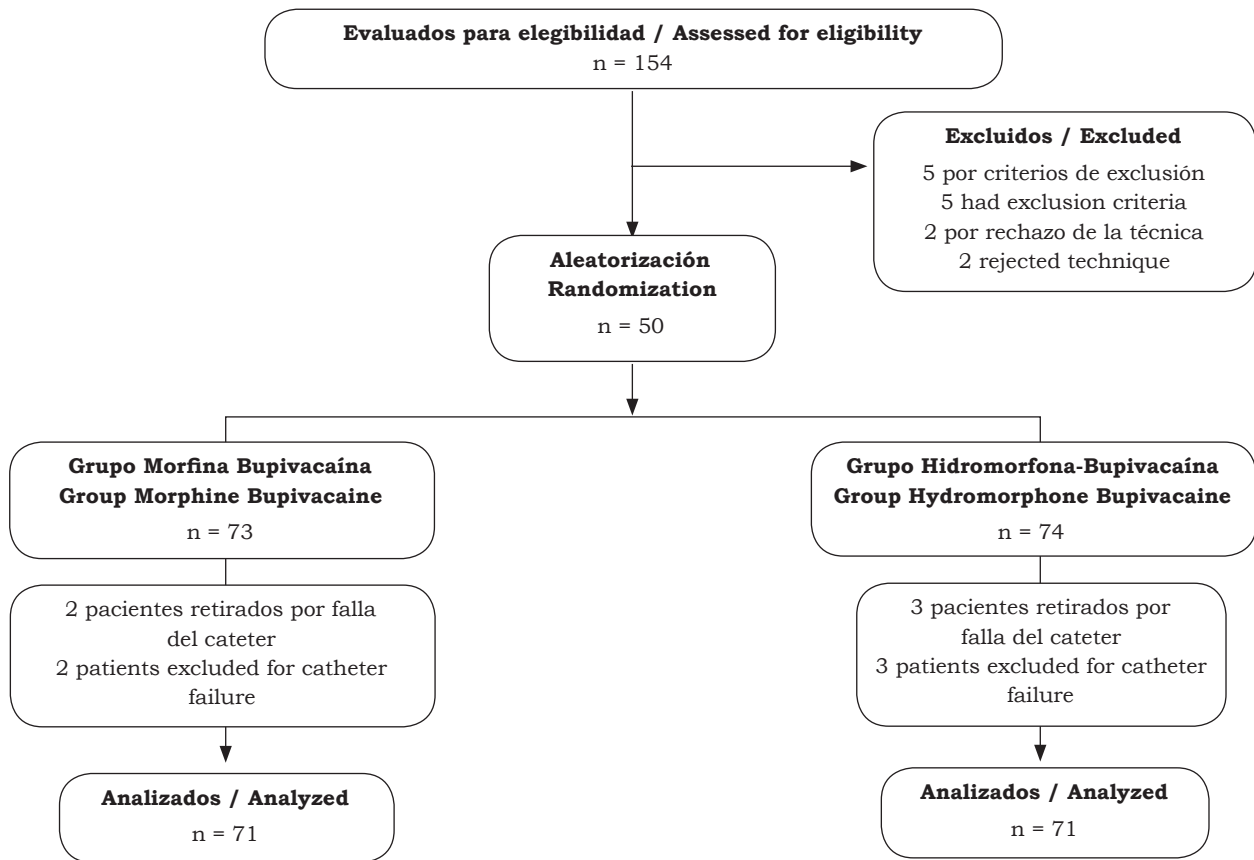 Evaluados para elegibilidad / Assessed for eligibility
n = 154
Excluidos / Excluded
5 por criterios de exclusión
5 had exclusion criteria
2 por rechazo de la técnica
2 rejected technique
Aleatorización
Randomization
n = 50
Grupo Morfina Bupivacaína
Group Morphine Bupivacaine
n = 73
Grupo Hidromorfona-Bupivacaína
Group Hydromorphone Bupivacaine
n = 74
2 pacientes retirados por falla
del cateter
2 patients excluded for catheter
failure
3 pacientes retirados por
falla del cateter
3 patients excluded for catheter
failure
Analizados / Analyzed
n = 71
Analizados / Analyzed
n = 71